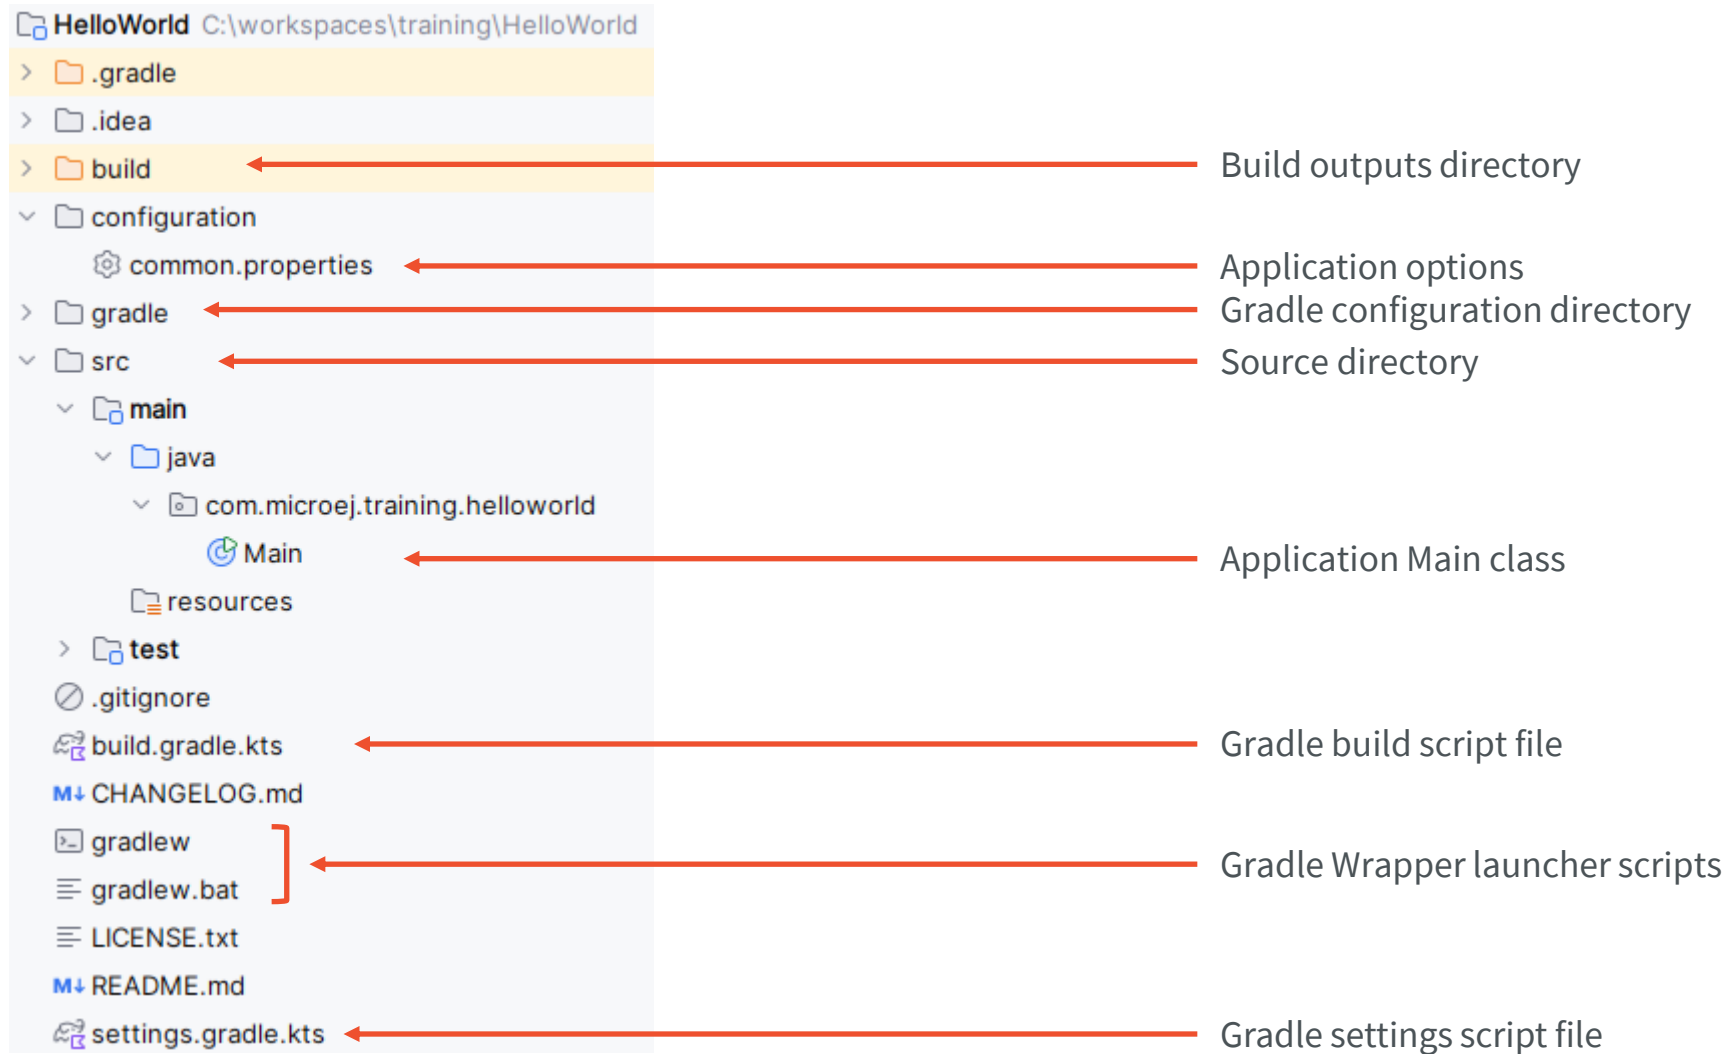 HelloWorld C:\workspaces\training\HelloWorld
.gradle
.idea
build Build outputs directory
configuration
common.properties Application options
gradle Gradle configuration directory
src Source directory
main
java
com.microej.training.helloworld
Main Application Main class
resources
test
.gitignore
build.gradle.kts Gradle build script file
M↓ CHANGELOG.md
gradlew
Gradle Wrapper launcher scripts
gradlew.bat
LICENSE.txt
M↓ README.md
settings.gradle.kts Gradle settings script file